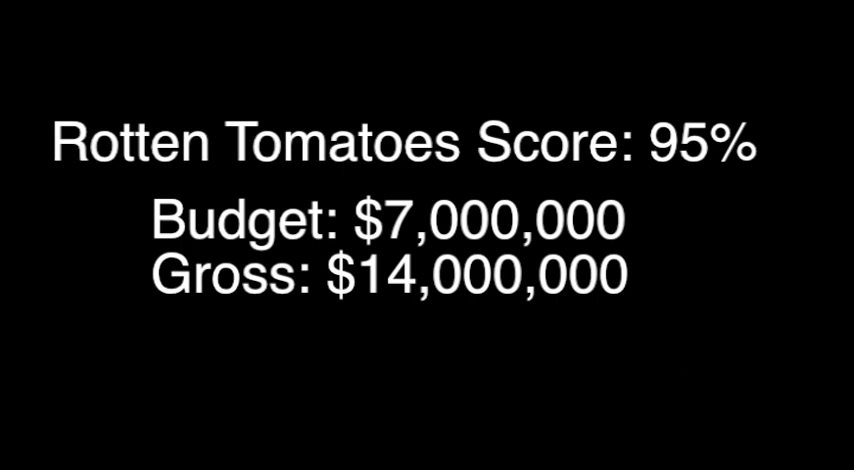 Rotten Tomatoes Score: 95%
Budget: $7,000,000
Gross: $14,000,000